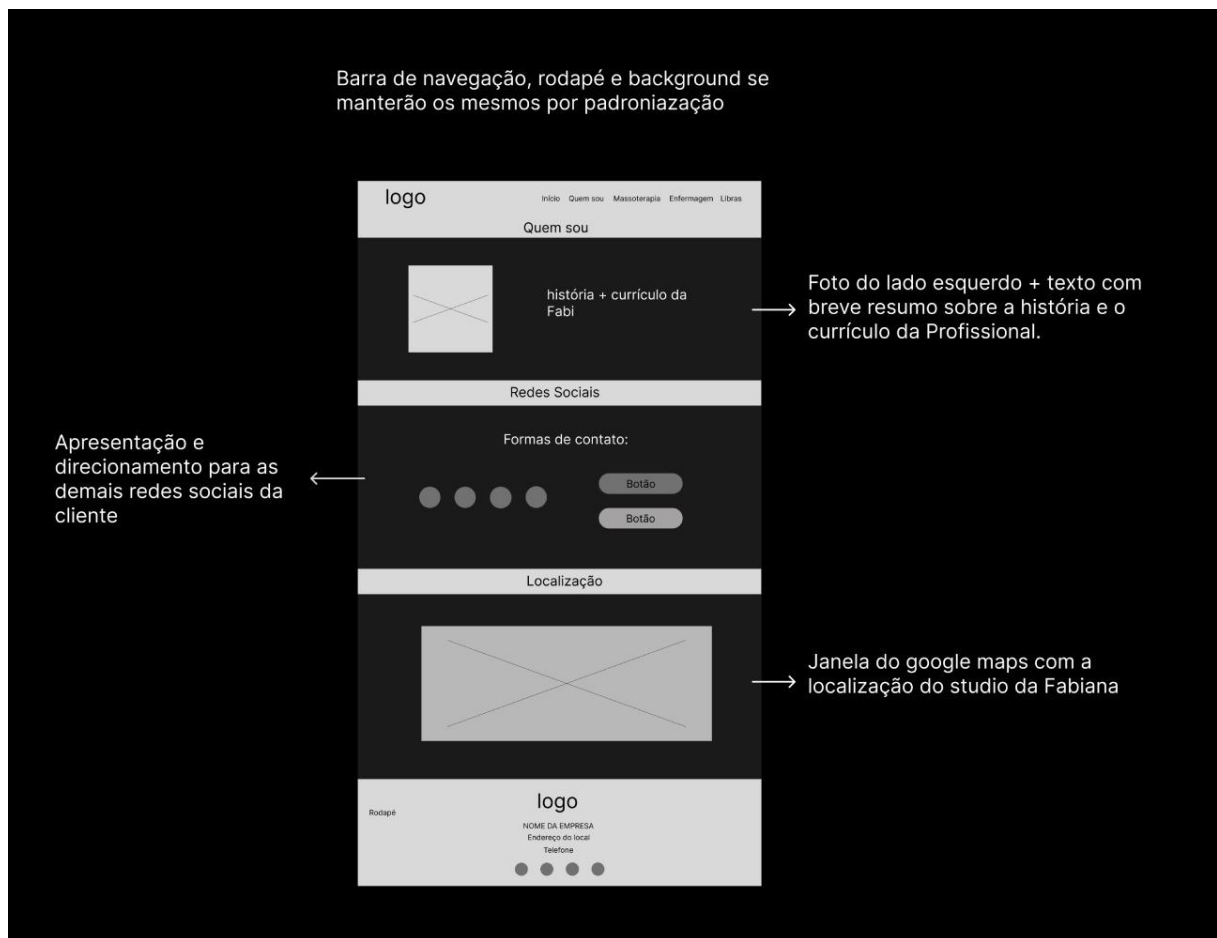 Barra de navegação, rodapé e background se
manterão os mesmos por padroniazação
logo
Início Quem sou Massoterapia Enfermagem Libras
Quem sou
história + currículo da
Fabi
Foto do lado esquerdo + texto com
breve resumo sobre a história e o
currículo da Profissional.
Redes Sociais
Formas de contato:
Botão
Botão
Apresentação e
direcionamento para as
demais redes sociais da
cliente
Localização
Janela do google maps com a
localização do studio da Fabiana
logo
Rodapé
NOME DA EMPRESA
Endereço do local
Telefone